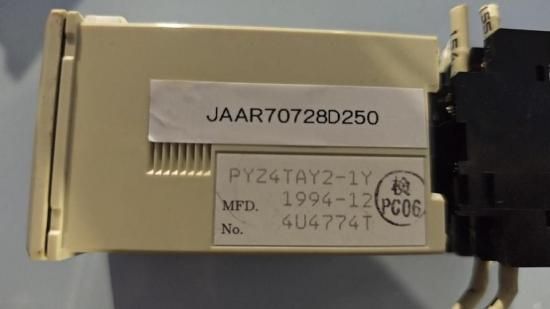 JAAR70728D250
PYZ4TAY2-1Y
MFD. 1994-12
No. 4U4774T
検
PC06